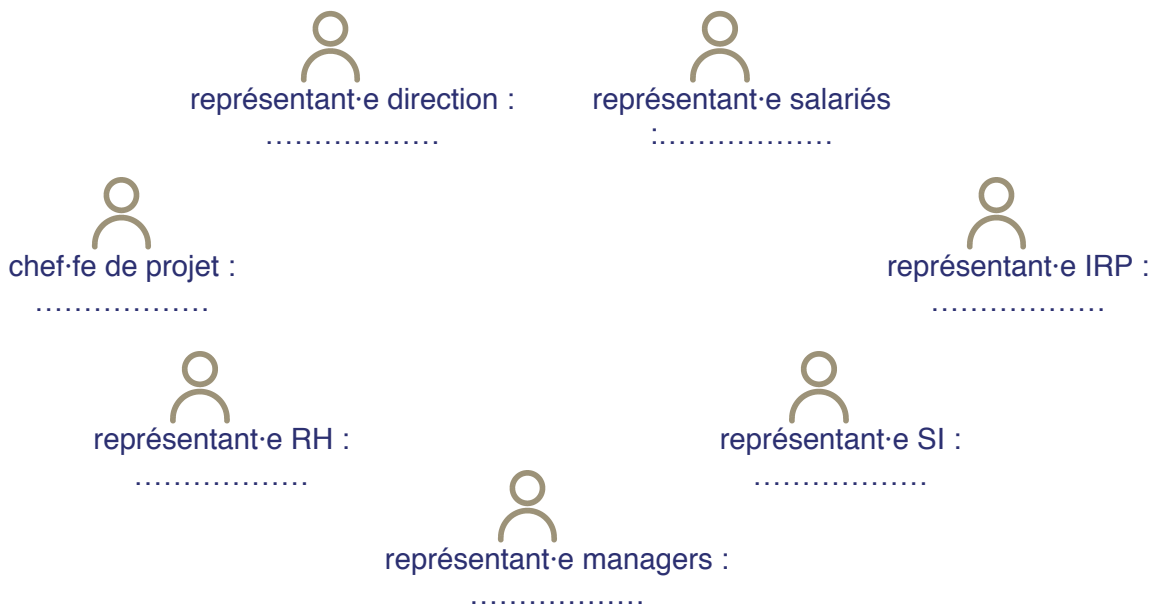 représentant·e direction :
………………
représentant·e salariés
:………………
chef·fe de projet :
………………
représentant·e IRP :
………………
représentant·e RH :
………………
représentant·e SI :
………………
représentant·e managers :
………………